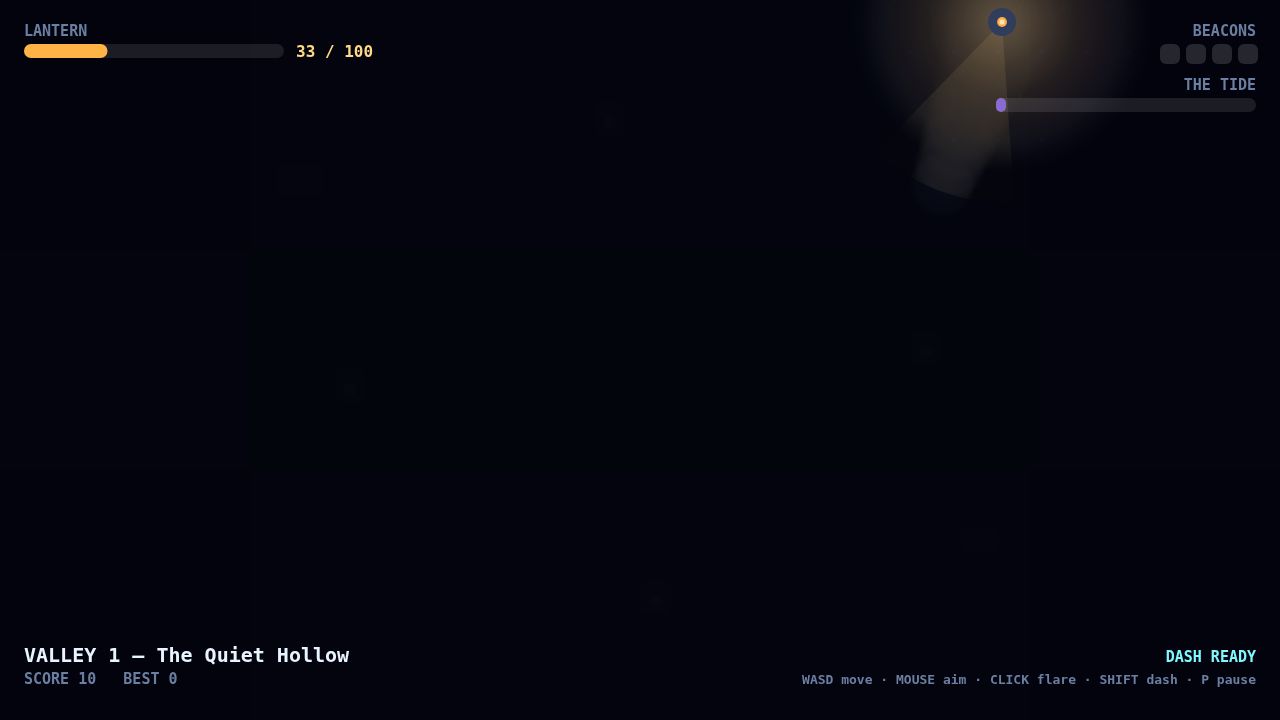 LANTERN
33 / 100
BEACONS
THE TIDE
VALLEY 1 — The Quiet Hollow
SCORE 10   BEST 0
DASH READY
WASD move · MOUSE aim · CLICK flare · SHIFT dash · P pause